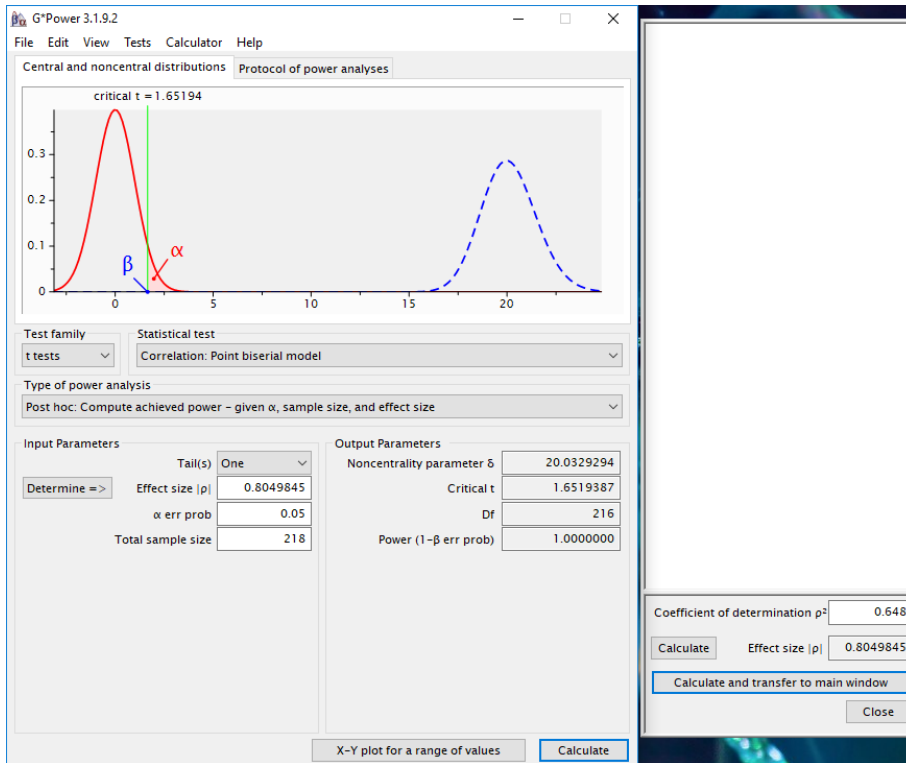 G*Power 3.1.9.2
File Edit View Tests Calculator Help
Central and noncentral distributions Protocol of power analyses
critical t = 1.65194
0.3
0.2
0.1
0
β
α
0 5 10 15 20
Test family
t tests
Statistical test
Correlation: Point biserial model
Type of power analysis
Post hoc: Compute achieved power – given α, sample size, and effect size
Input Parameters
Tail(s) One
Determine => Effect size |ρ| 0.8049845
α err prob 0.05
Total sample size 218
Output Parameters
Noncentrality parameter δ 20.0329294
Critical t 1.6519387
Df 216
Power (1-β err prob) 1.0000000
X-Y plot for a range of values Calculate
Coefficient of determination ρ² 0.648
Calculate Effect size |ρ| 0.8049845
Calculate and transfer to main window
Close